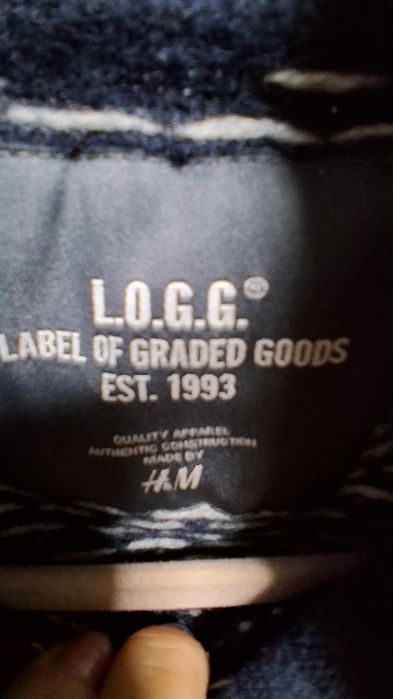 L.O.G.G.®
LABEL OF GRADED GOODS
EST. 1993
QUALITY APPAREL
AUTHENTIC CONSTRUCTION
MADE BY
H&M